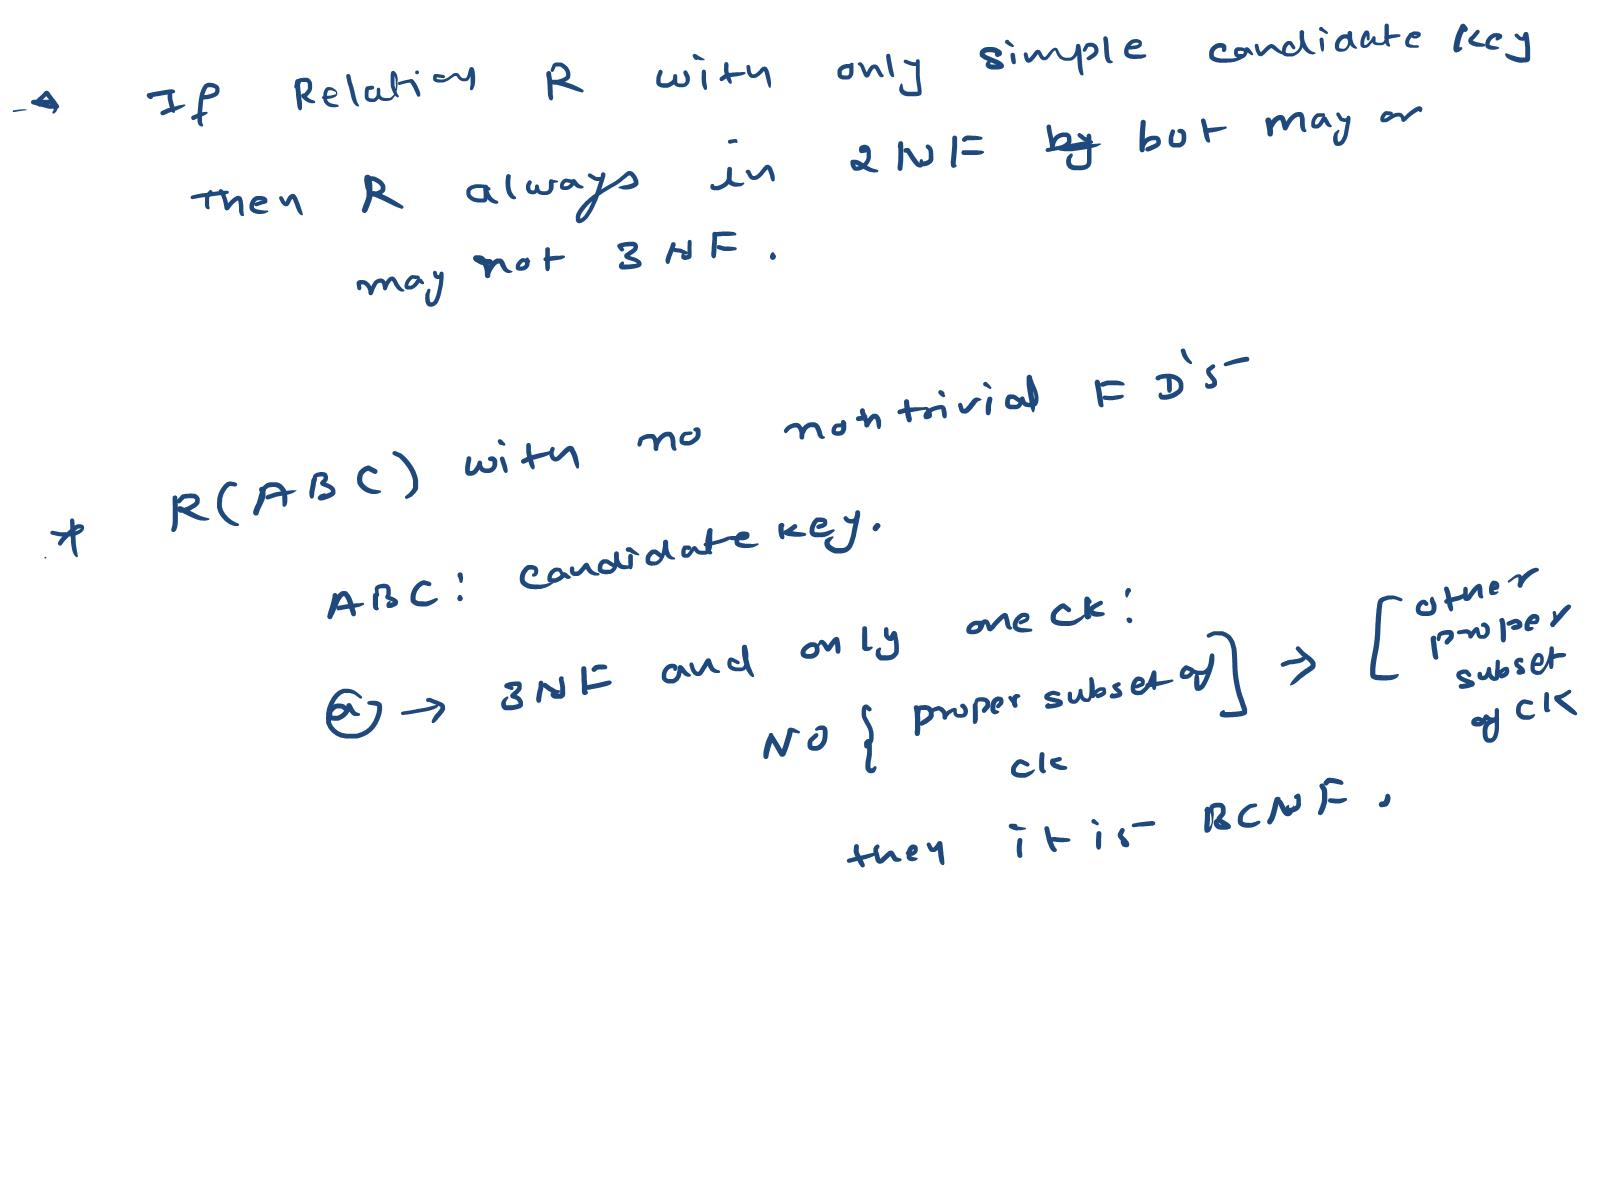 → If Relation R with only simple candidate key
then R always in 2NF by but may or
may not 3NF.
* R(ABC) with no nontrivial FD's
ABC: candidate key.
ⓐ → 3NF and only one CK:
NO { proper subset of ck ] → [ other proper subset of CK
then it is BCNF.